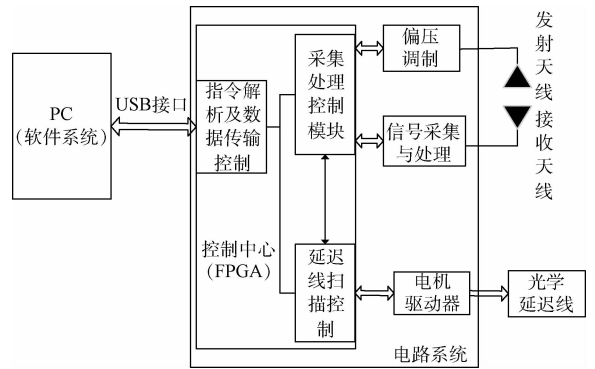 PC
(软件系统)
USB接口
指令解
析及数
据传输
控制
采集
处理
控制
模块
偏压
调制
发射天线
信号采集
与处理
接收天线
控制中心
(FPGA)
延迟
线扫
描控
制
电机
驱动器
光学
延迟线
电路系统